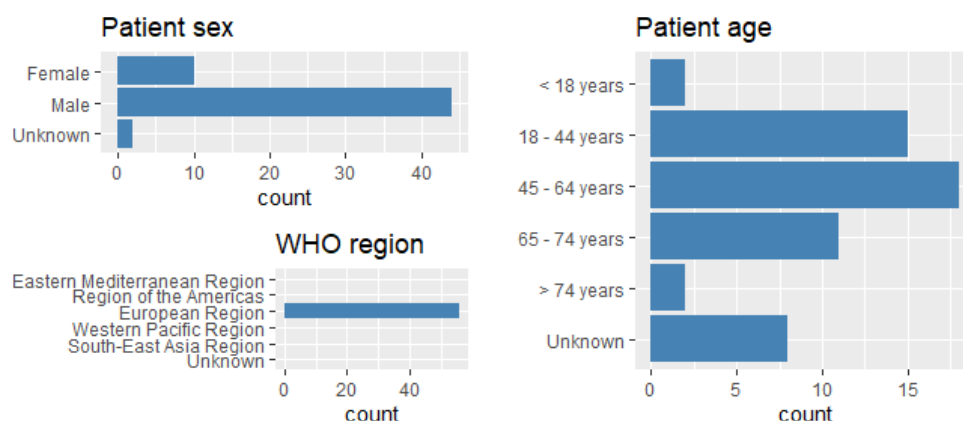 Patient sex
Female
Male
Unknown
0 10 20 30 40
count
WHO region
Eastern Mediterranean Region
Region of the Americas
European Region
Western Pacific Region
South-East Asia Region
Unknown
0 20 40
count
Patient age
< 18 years
18 - 44 years
45 - 64 years
65 - 74 years
> 74 years
Unknown
0 5 10 15
count